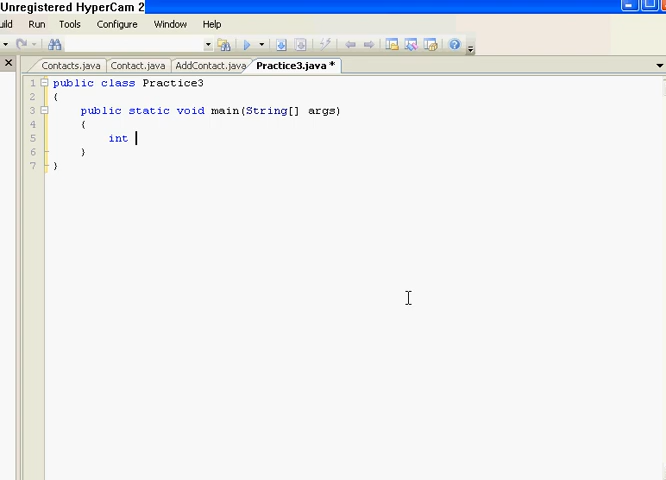 Unregistered HyperCam 2
uild Run Tools Configure Window Help
Contacts.java Contact.java AddContact.java Practice3.java *
1 public class Practice3
2 {
3 public static void main(String[] args)
4 {
5 int
6 }
7 }